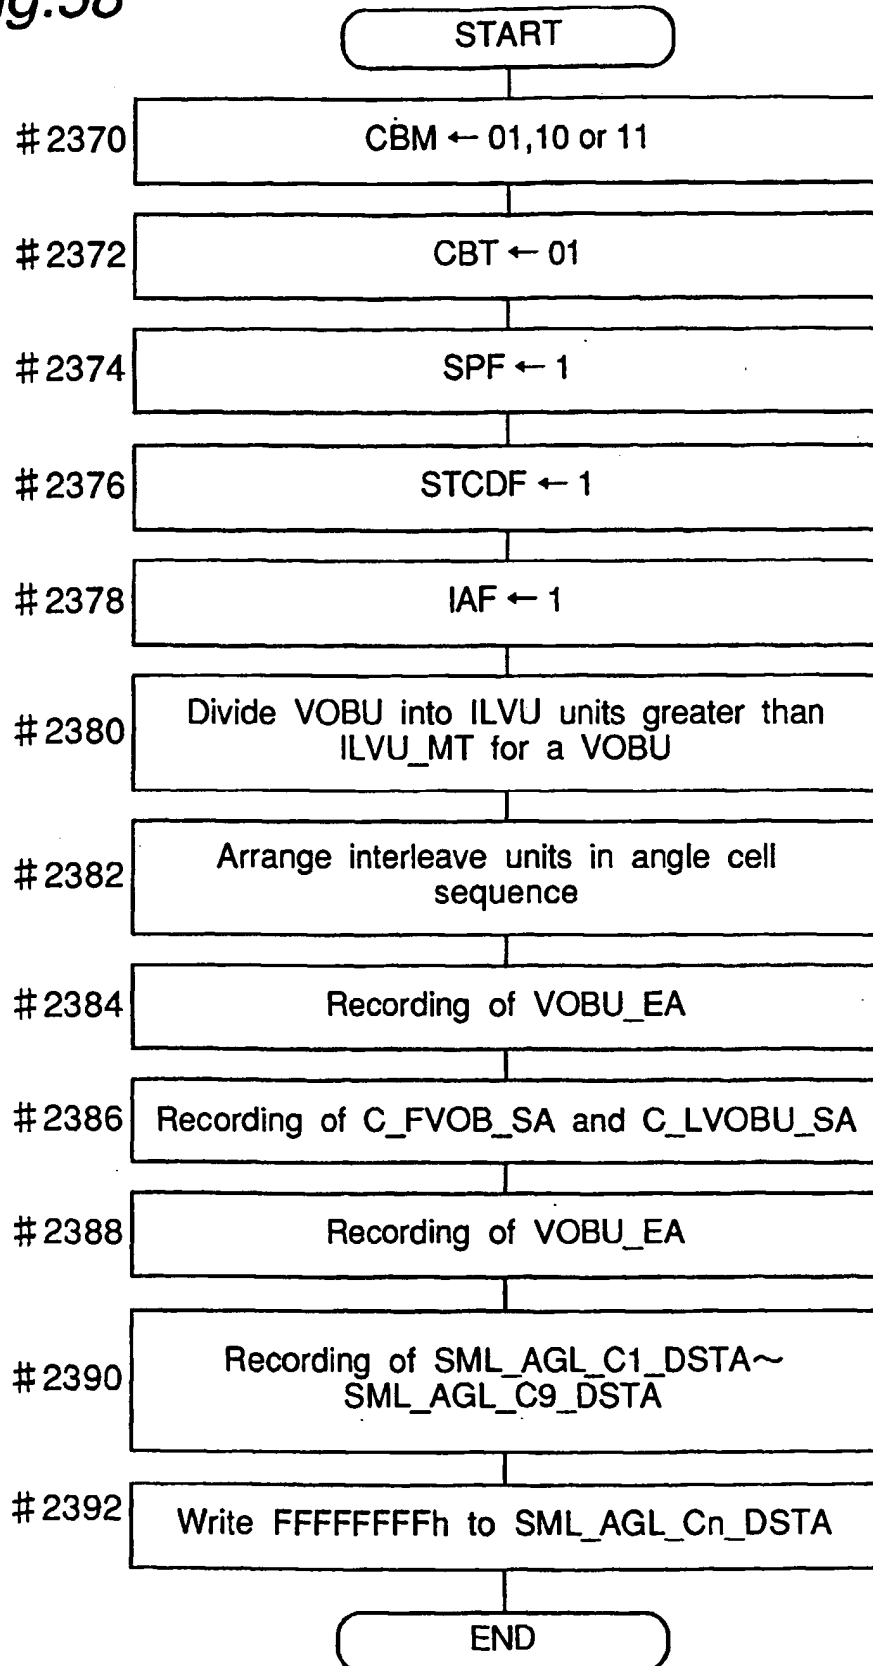 ig.58
START
#2370
CBM ← 01,10 or 11
#2372
CBT ← 01
#2374
SPF ← 1
#2376
STCDF ← 1
#2378
IAF ← 1
#2380
Divide VOBU into ILVU units greater than
ILVU_MT for a VOBU
#2382
Arrange interleave units in angle cell
sequence
#2384
Recording of VOBU_EA
#2386
Recording of C_FVOB_SA and C_LVOBU_SA
#2388
Recording of VOBU_EA
#2390
Recording of SML_AGL_C1_DSTA~
SML_AGL_C9_DSTA
#2392
Write FFFFFFFFh to SML_AGL_Cn_DSTA
END